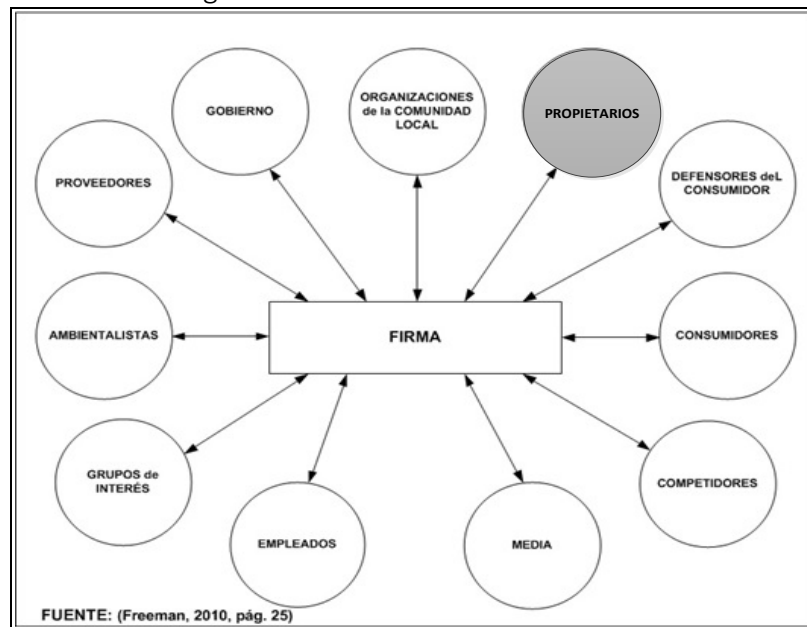 GOBIERNO
ORGANIZACIONES
de la COMUNIDAD
LOCAL
PROPIETARIOS
PROVEEDORES
DEFENSORES deL
CONSUMIDOR
AMBIENTALISTAS
FIRMA
CONSUMIDORES
GRUPOS de
INTERÉS
COMPETIDORES
EMPLEADOS
MEDIA
FUENTE: (Freeman, 2010, pág. 25)